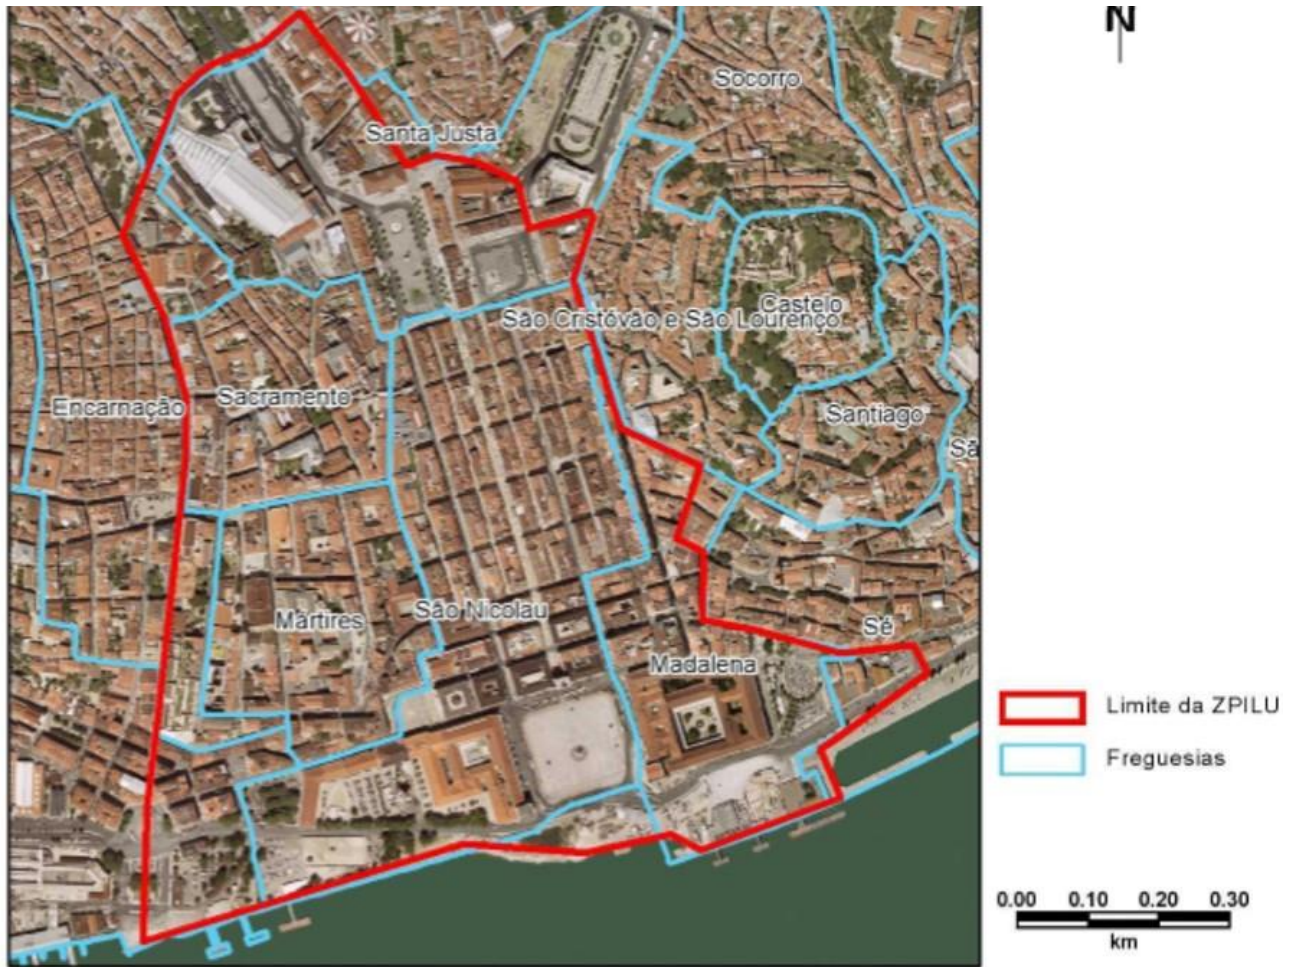 N
Socorro
Santa Justa
Castelo
São Cristóvão e São Lourenço
Encarnação
Sacramento
Santiago
Sã
Mártires
São Nicolau
Sé
Madalena
Limite da ZPILU
Freguesias
0.00 0.10 0.20 0.30
km